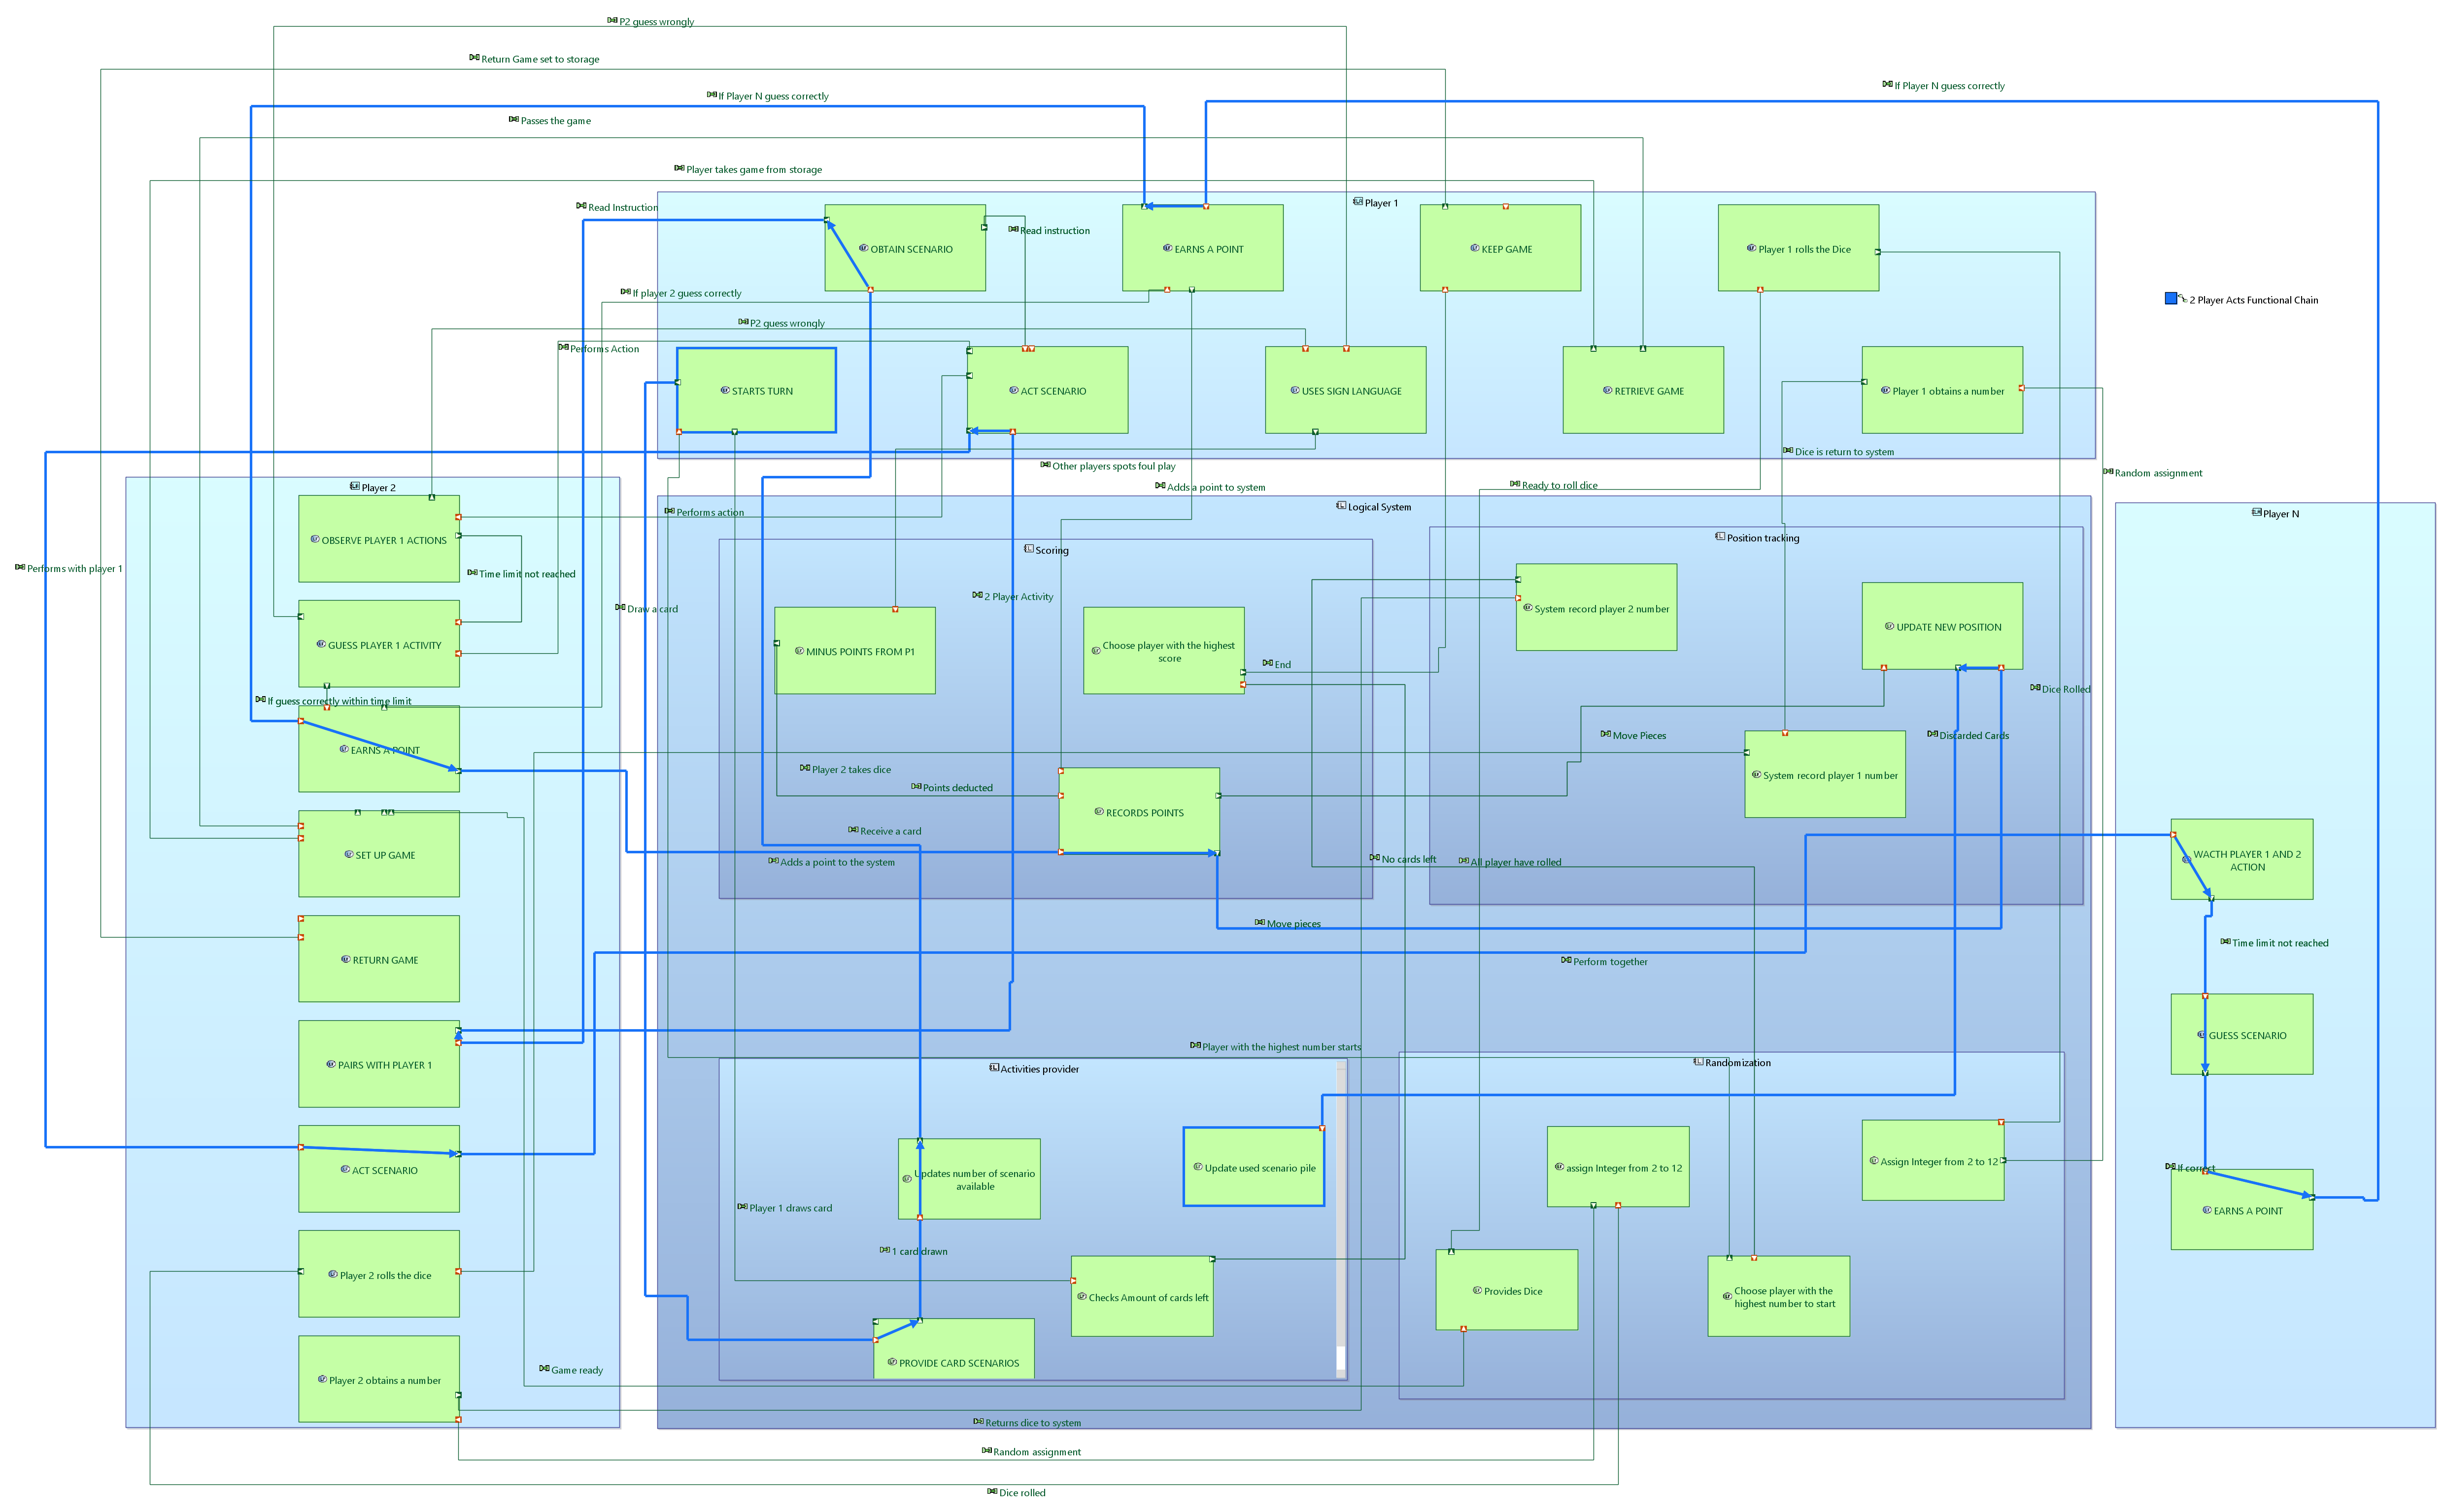 P2 guess wrongly
Return Game set to storage
If Player N guess correctly
If Player N guess correctly
Passes the game
Player takes game from storage
Player 1
Read Instruction
OBTAIN SCENARIO
Read instruction
EARNS A POINT
KEEP GAME
Player 1 rolls the Dice
If player 2 guess correctly
2 Player Acts Functional Chain
P2 guess wrongly
Performs Action
STARTS TURN
ACT SCENARIO
USES SIGN LANGUAGE
RETRIEVE GAME
Player 1 obtains a number
Dice is return to system
Other players spots foul play
Random assignment
Adds a point to system
Ready to roll dice
Player 2
Logical System
Performs action
Player N
OBSERVE PLAYER 1 ACTIONS
Scoring
Position tracking
Performs with player 1
Time limit not reached
2 Player Activity
Draw a card
System record player 2 number
UPDATE NEW POSITION
GUESS PLAYER 1 ACTIVITY
MINUS POINTS FROM P1
Choose player with the highest
score
End
Dice Rolled
If guess correctly within time limit
EARNS A POINT
Move Pieces
Discarded Cards
Player 2 takes dice
System record player 1 number
Points deducted
RECORDS POINTS
Receive a card
SET UP GAME
Adds a point to the system
No cards left
All player have rolled
WACTH PLAYER 1 AND 2
ACTION
Move pieces
Time limit not reached
RETURN GAME
Perform together
GUESS SCENARIO
Player with the highest number starts
PAIRS WITH PLAYER 1
Activities provider
Randomization
ACT SCENARIO
Updates number of scenario
available
Update used scenario pile
assign Integer from 2 to 12
Assign Integer from 2 to 12
If correct
Player 1 draws card
EARNS A POINT
1 card drawn
Player 2 rolls the dice
Checks Amount of cards left
Provides Dice
Choose player with the
highest number to start
PROVIDE CARD SCENARIOS
Game ready
Player 2 obtains a number
Returns dice to system
Random assignment
Dice rolled